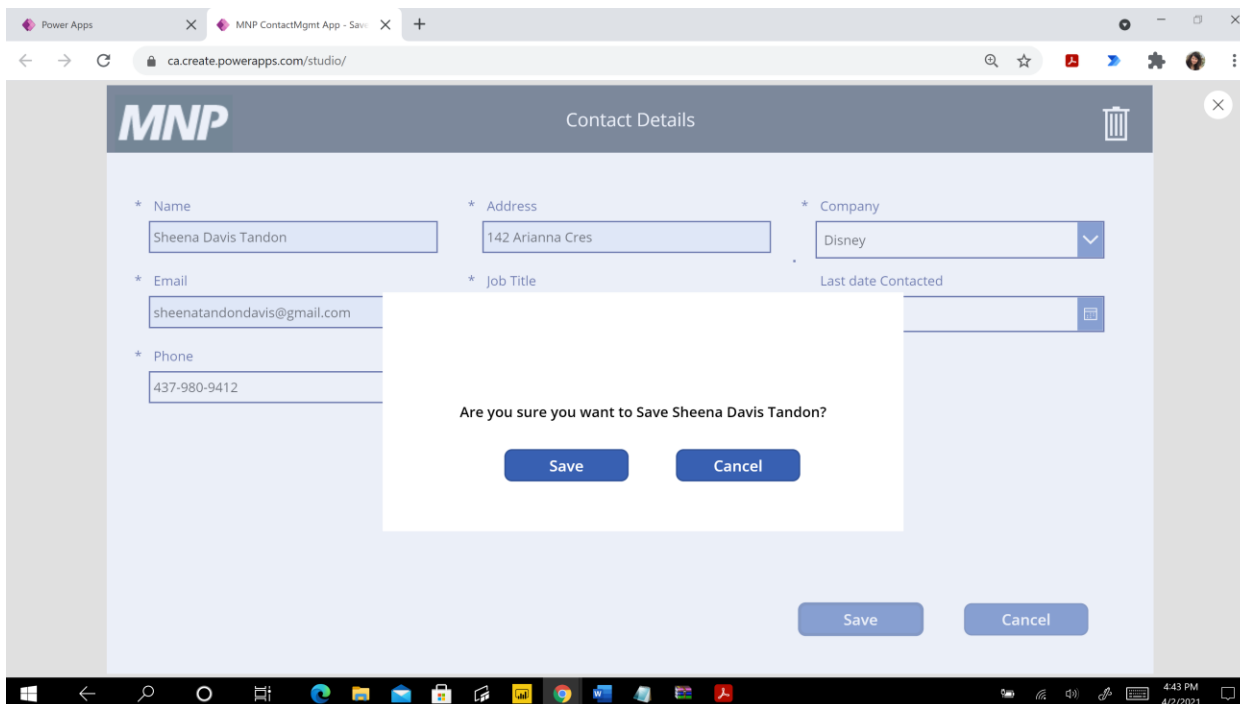 Power Apps
MNP ContactMgmt App - Save
ca.create.powerapps.com/studio/
MNP
Contact Details
* Name
* Address
* Company
Sheena Davis Tandon
142 Arianna Cres
Disney
* Email
* Job Title
Last date Contacted
sheenatandondavis@gmail.com
* Phone
437-980-9412
Are you sure you want to Save Sheena Davis Tandon?
Save
Cancel
Save
Cancel
4:43 PM
4/2/2021